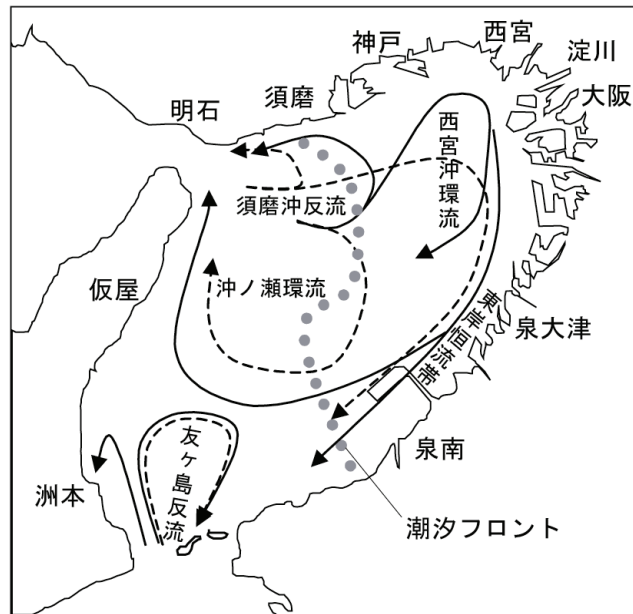 西宮
神戸
淀川
須磨
大阪
明石
西宮沖環流
須磨沖反流
仮屋
沖ノ瀬環流
東岸恒流帯
泉大津
友ヶ島反流
泉南
洲本
潮汐フロント